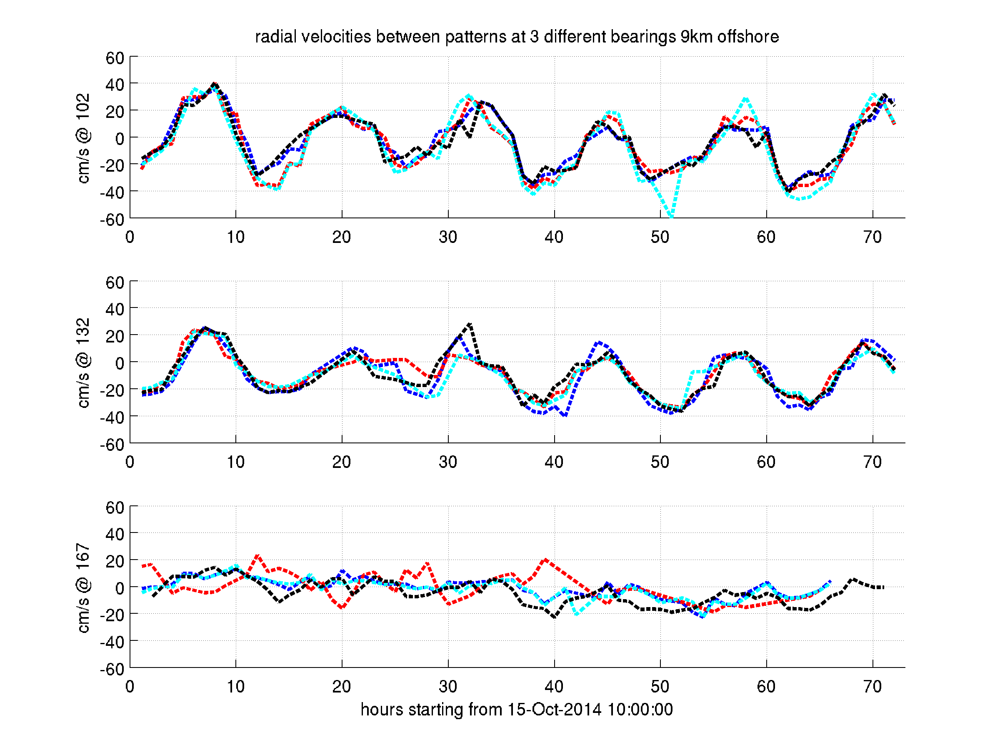 radial velocities between patterns at 3 different bearings 9km offshore
60
40
20
0
-20
-40
-60
cm/s @ 102
0 10 20 30 40 50 60 70
60
40
20
0
-20
-40
-60
cm/s @ 132
0 10 20 30 40 50 60 70
60
40
20
0
-20
-40
-60
cm/s @ 167
0 10 20 30 40 50 60 70
hours starting from 15-Oct-2014 10:00:00